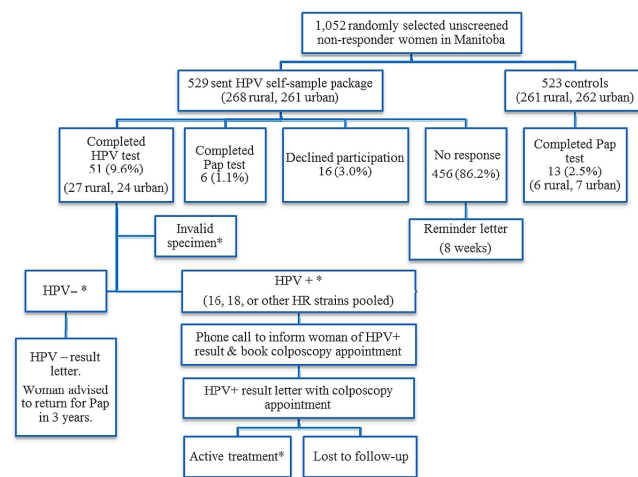 1,052 randomly selected unscreened
non-responder women in Manitoba
529 sent HPV self-sample package
(268 rural, 261 urban)
523 controls
(261 rural, 262 urban)
Completed
HPV test
51 (9.6%)
(27 rural, 24 urban)
Completed
Pap test
6 (1.1%)
Declined participation
16 (3.0%)
No response
456 (86.2%)
Completed Pap
test
13 (2.5%)
(6 rural, 7 urban)
Invalid
specimen*
Reminder letter
(8 weeks)
HPV– *
HPV + *
(16, 18, or other HR strains pooled)
HPV – result
letter.
Woman advised
to return for Pap
in 3 years.
Phone call to inform woman of HPV+
result & book colposcopy appointment
HPV+ result letter with colposcopy
appointment
Active treatment*
Lost to follow-up